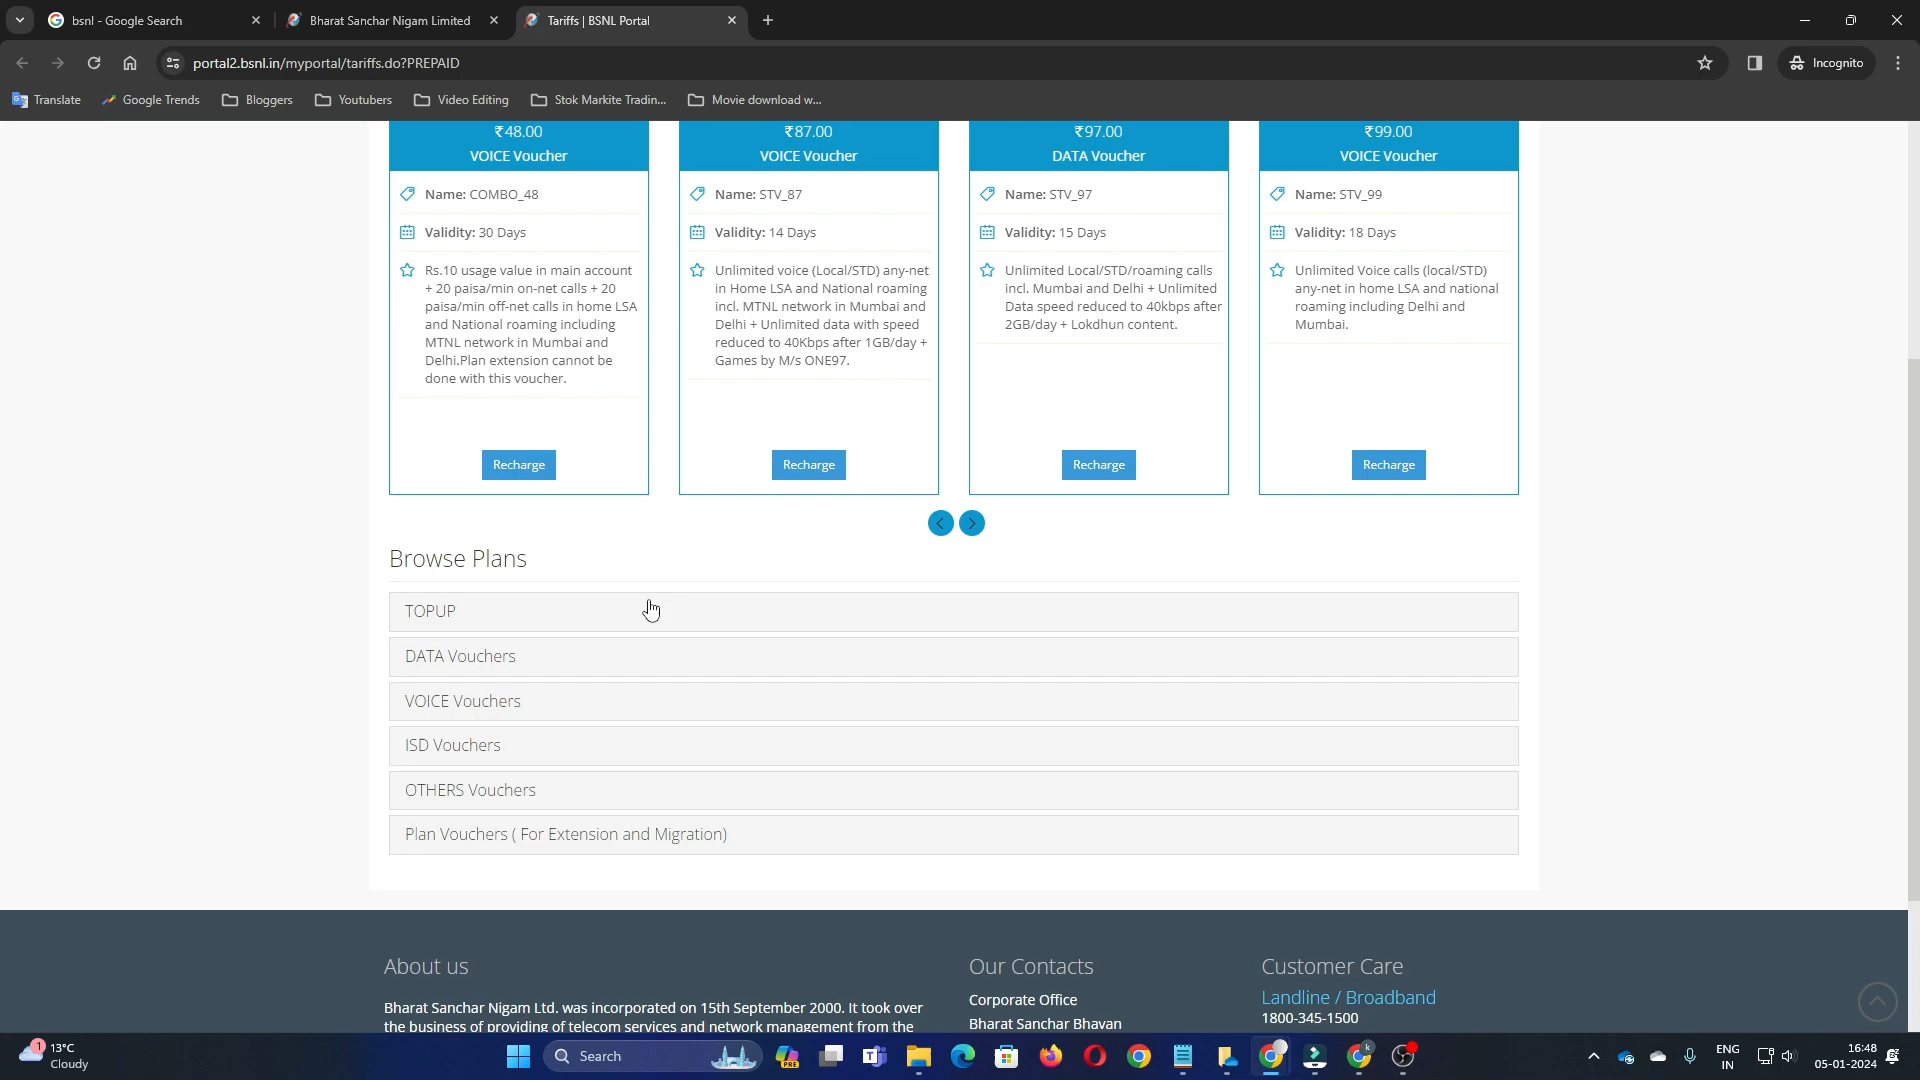 bsnl - Google Search
Bharat Sanchar Nigam Limited
Tariffs | BSNL Portal
portal2.bsnl.in/myportal/tariffs.do?PREPAID
Incognito
Translate
Google Trends
Bloggers
Youtubers
Video Editing
Stok Markite Tradin...
Movie download w...
₹48.00
VOICE Voucher
Name: COMBO_48
Validity: 30 Days
Rs.10 usage value in main account
+ 20 paisa/min on-net calls + 20
paisa/min off-net calls in home LSA
and National roaming including
MTNL network in Mumbai and
Delhi.Plan extension cannot be
done with this voucher.
Recharge
₹87.00
VOICE Voucher
Name: STV_87
Validity: 14 Days
Unlimited voice (Local/STD) any-net
in Home LSA and National roaming
incl. MTNL network in Mumbai and
Delhi + Unlimited data with speed
reduced to 40Kbps after 1GB/day +
Games by M/s ONE97.
Recharge
₹97.00
DATA Voucher
Name: STV_97
Validity: 15 Days
Unlimited Local/STD/roaming calls
incl. Mumbai and Delhi + Unlimited
Data speed reduced to 40kbps after
2GB/day + Lokdhun content.
Recharge
₹99.00
VOICE Voucher
Name: STV_99
Validity: 18 Days
Unlimited Voice calls (local/STD)
any-net in home LSA and national
roaming including Delhi and
Mumbai.
Recharge
Browse Plans
TOPUP
DATA Vouchers
VOICE Vouchers
ISD Vouchers
OTHERS Vouchers
Plan Vouchers ( For Extension and Migration)
About us
Bharat Sanchar Nigam Ltd. was incorporated on 15th September 2000. It took over
the business of providing of telecom services and network management from the
Our Contacts
Corporate Office
Bharat Sanchar Bhavan
Customer Care
Landline / Broadband
1800-345-1500
1
13°C
Cloudy
Search
PRE
k
ENG
IN
16:48
05-01-2024